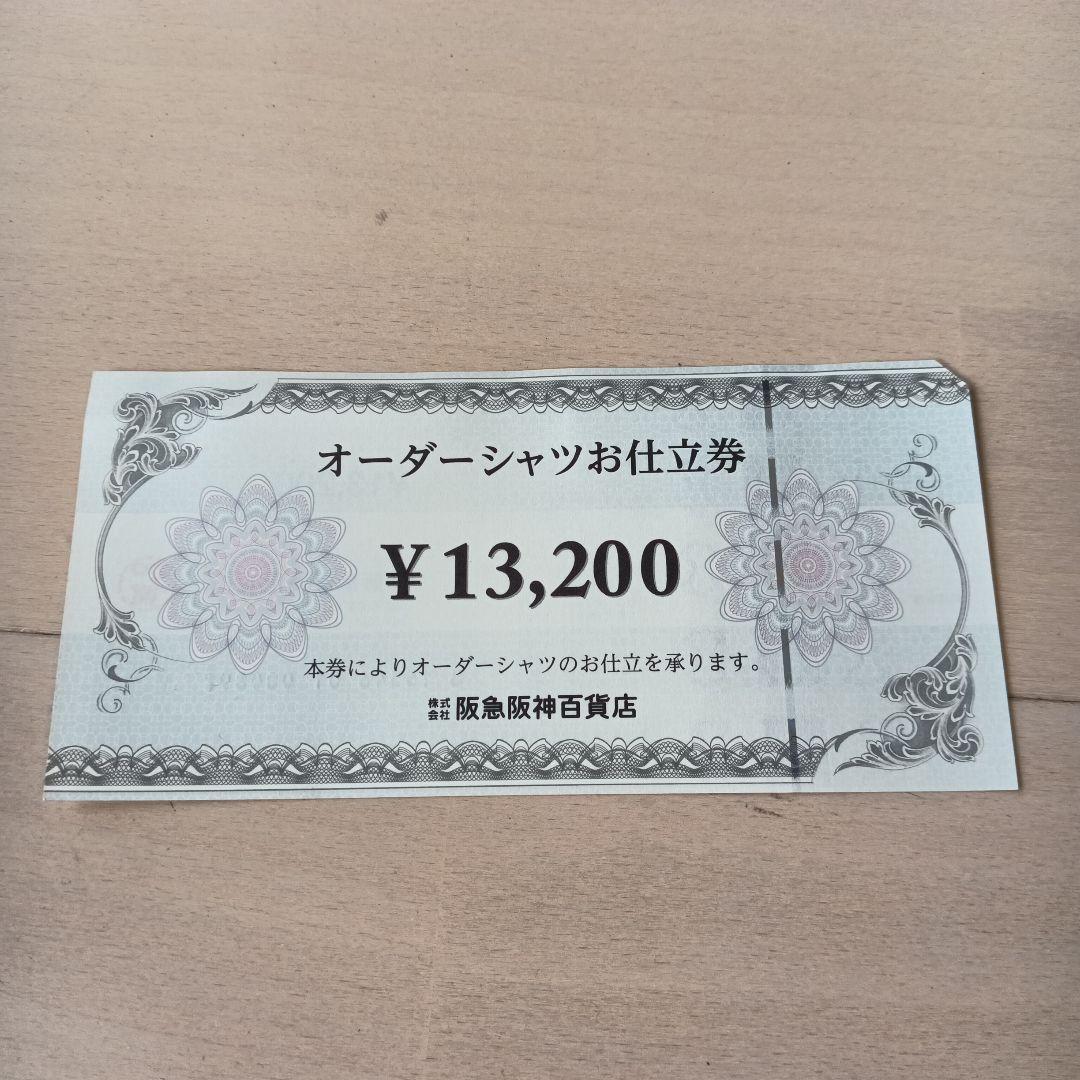 オーダーシャツお仕立券
¥13,200
本券によりオーダーシャツのお仕立を承ります。
株式会社 阪急阪神百貨店